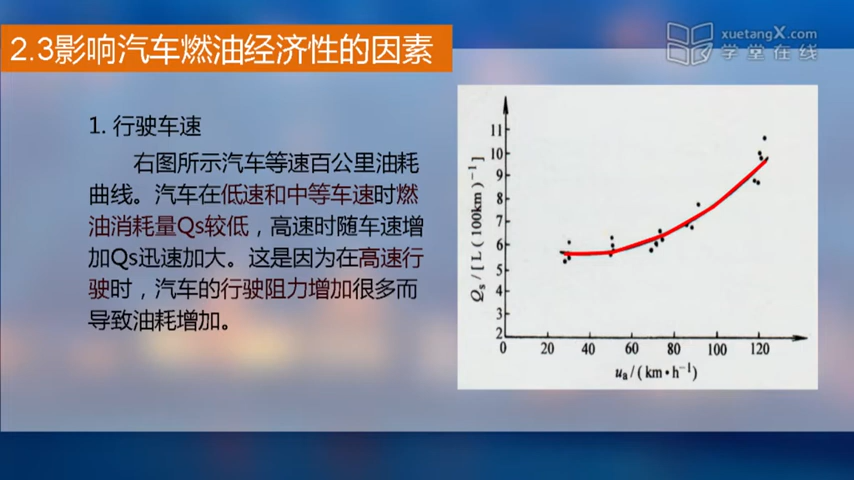 2.3影响汽车燃油经济性的因素
xuetangX.com
学堂在线
1. 行驶车速
右图所示汽车等速百公里油耗
曲线。汽车在低速和中等车速时燃
油消耗量Qs较低，高速时随车速增
加Qs迅速加大。这是因为在高速行
驶时，汽车的行驶阻力增加很多而
导致油耗增加。
Qs/[L(100km)⁻¹]
11
10
9
8
7
6
5
4
3
2
0 20 40 60 80 100 120
ua/(km·h⁻¹)